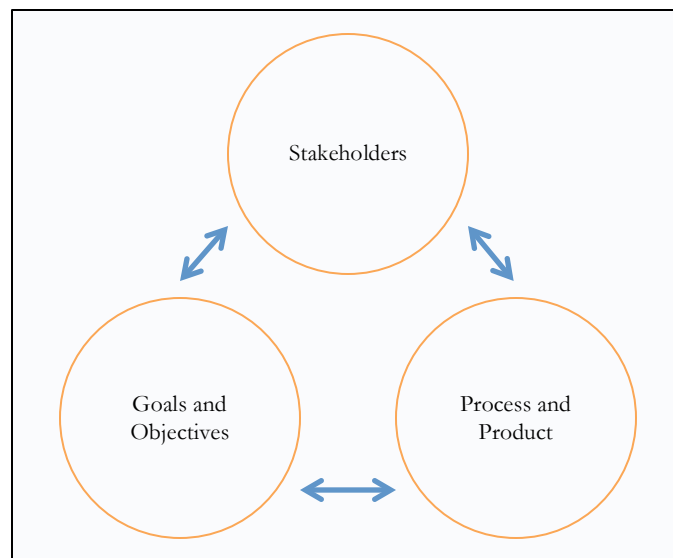 Stakeholders
Goals and
Objectives
Process and
Product